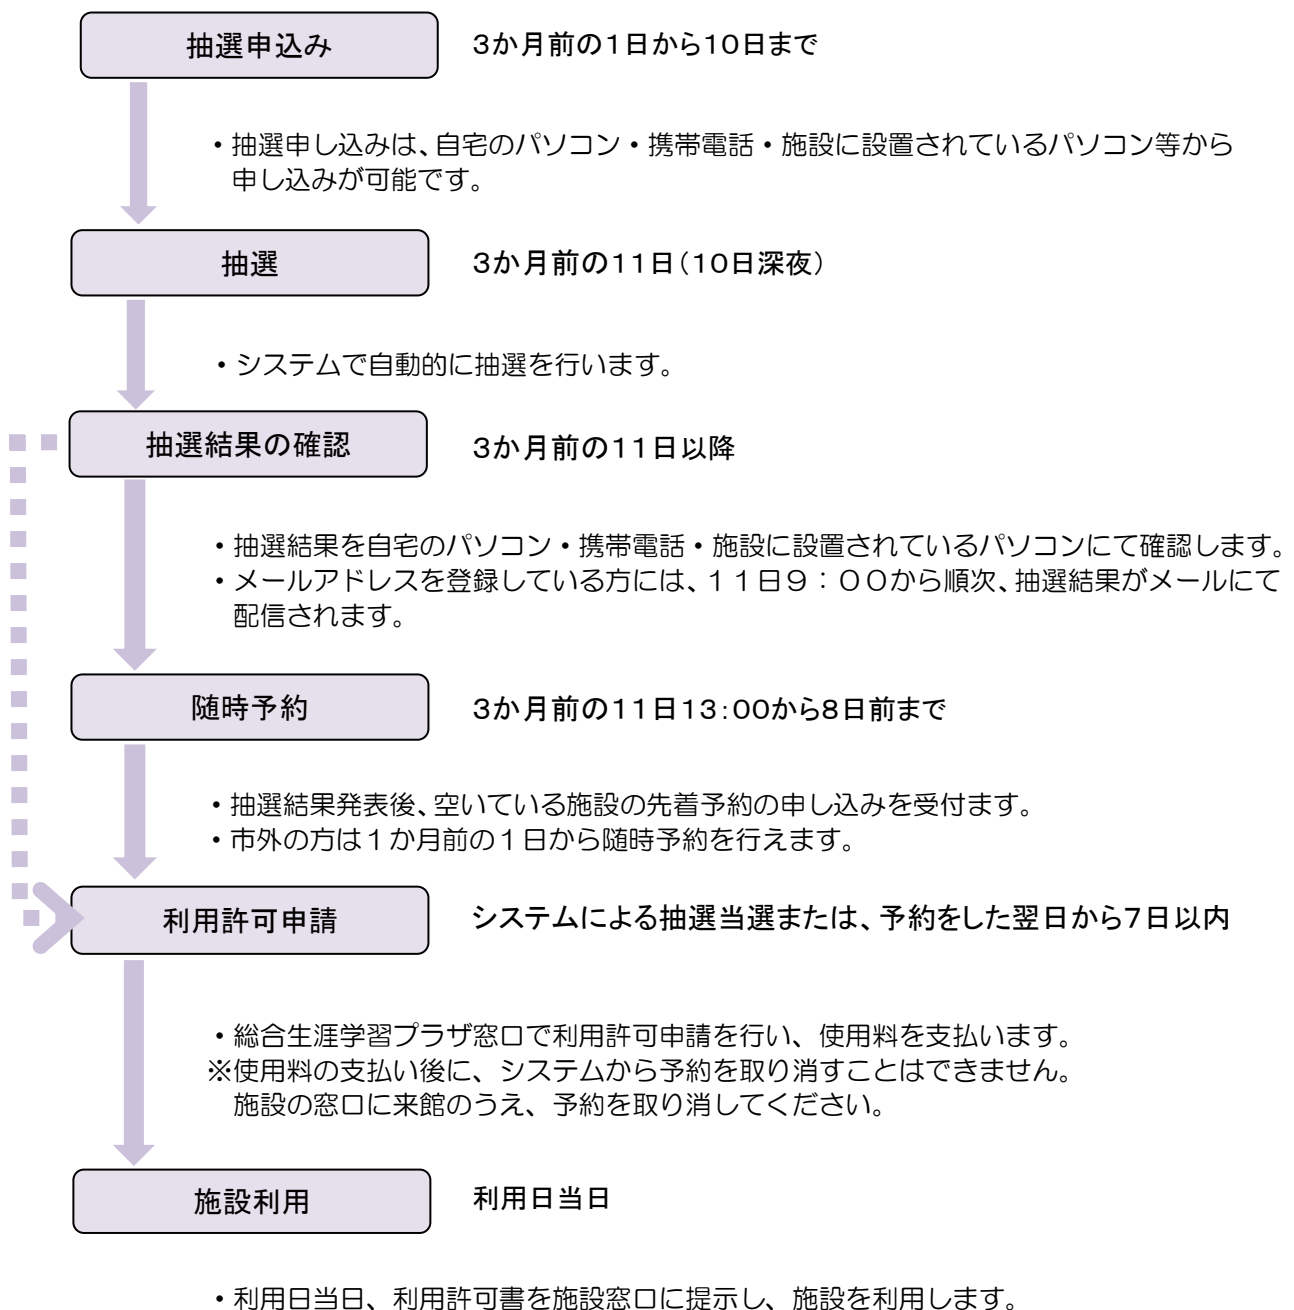 抽選申込み
3か月前の1日から10日まで
・抽選申し込みは、自宅のパソコン・携帯電話・施設に設置されているパソコン等から
申し込みが可能です。
抽選
3か月前の11日（10日深夜）
・システムで自動的に抽選を行います。
抽選結果の確認
3か月前の11日以降
・抽選結果を自宅のパソコン・携帯電話・施設に設置されているパソコンにて確認します。
・メールアドレスを登録している方には、１１日９：００から順次、抽選結果がメールにて
配信されます。
随時予約
3か月前の11日13:00から8日前まで
・抽選結果発表後、空いている施設の先着予約の申し込みを受付ます。
・市外の方は１か月前の１日から随時予約を行えます。
利用許可申請
システムによる抽選当選または、予約をした翌日から7日以内
・総合生涯学習プラザ窓口で利用許可申請を行い、使用料を支払います。
※使用料の支払い後に、システムから予約を取り消すことはできません。
施設の窓口に来館のうえ、予約を取り消してください。
施設利用
利用日当日
・利用日当日、利用許可書を施設窓口に提示し、施設を利用します。